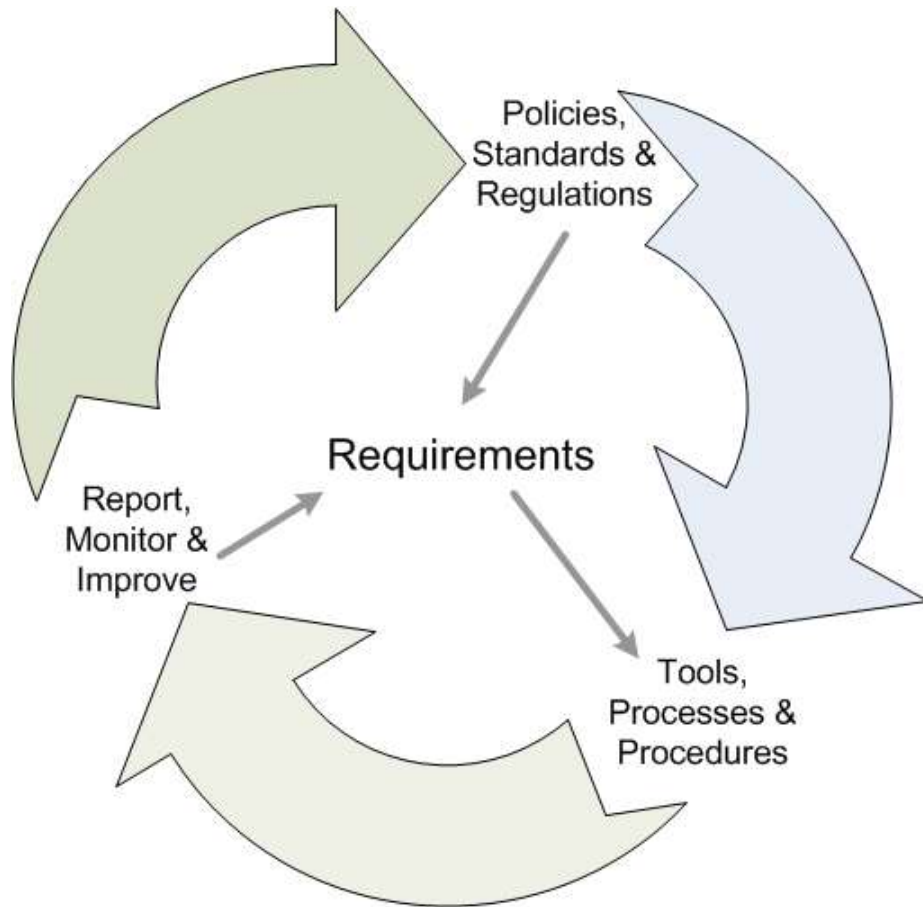 Policies,
Standards &
Regulations
Requirements
Report,
Monitor &
Improve
Tools,
Processes &
Procedures